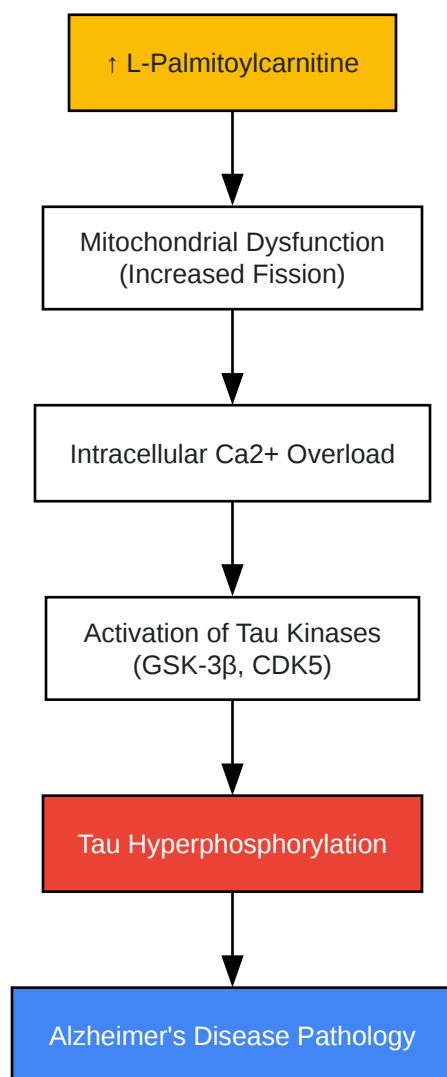 ↑ L-Palmitoylcarnitine
Mitochondrial Dysfunction
(Increased Fission)
Intracellular Ca2+ Overload
Activation of Tau Kinases
(GSK-3β, CDK5)
Tau Hyperphosphorylation
Alzheimer's Disease Pathology